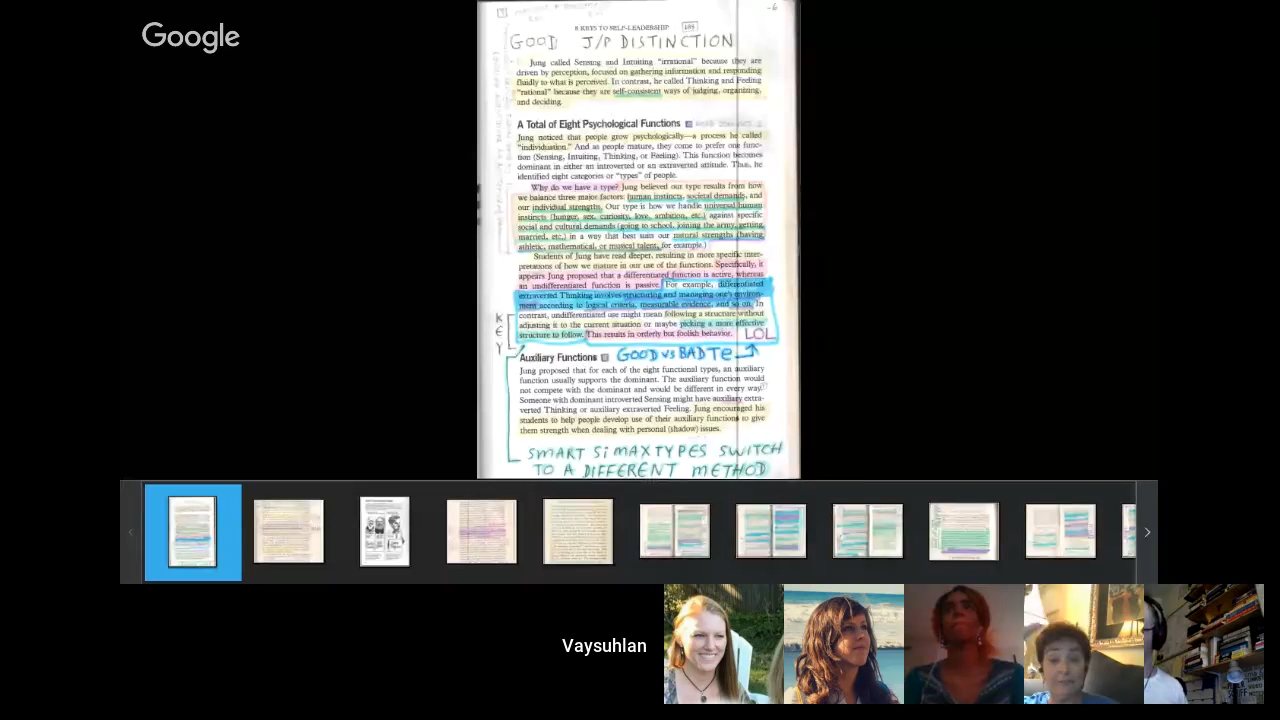 Google
8 KEYS TO SELF-LEADERSHIP
GOOD J/P DISTINCTION
Jung called Sensing and Intuiting "irrational" because they are
driven by perception, focused on gathering information and responding
fluidly to what is perceived. In contrast, he called Thinking and Feeling
"rational" because they are self-consistent ways of judging, organizing,
and deciding.
A Total of Eight Psychological Functions
Jung noticed that people grow psychologically—a process he called
"individuation." And as people mature, they come to prefer one func-
tion (Sensing, Intuiting, Thinking, or Feeling). This function becomes
dominant in either an introverted or an extraverted attitude. Thus, he
identified eight categories or "types" of people.
Why do we have a type? Jung believed our type results from how
we balance three major factors: human instincts, societal demands, and
our individual strengths. Our type is how we handle universal human
instincts (hunger, sex, curiosity, love, ambition, etc.) against specific
social and cultural demands (going to school, joining the army, getting
married, etc.) in a way that best suits our natural strengths (having
athletic, mathematical, or musical talent, for example.)
Students of Jung have read deeper, resulting in more specific inter-
pretations of how we mature in our use of the functions. Specifically, it
appears Jung proposed that a differentiated function is active, whereas
an undifferentiated function is passive. For example, differentiated
extroverted Thinking involves structuring and managing one's environ-
ment according to logical criteria, measurable evidence, and so on. In
contrast, undifferentiated use might mean following a structure without
adjusting it to the current situation or maybe picking a more effective
structure to follow. This results in orderly but foolish behavior. LOL
KEY
Auxiliary Functions GOOD vs BAD Te
Jung proposed that for each of the eight functional types, an auxiliary
function usually supports the dominant. The auxiliary function would
not compete with the dominant and would be different in every way.
Someone with dominant introverted Sensing might have auxiliary extra-
verted Thinking or auxiliary extraverted Feeling. Jung encouraged his
students to help people develop use of their auxiliary functions to give
them strength when dealing with personal (shadow) issues.
SMART Si MAX TYPES SWITCH
TO A DIFFERENT METHOD
Vaysuhlan